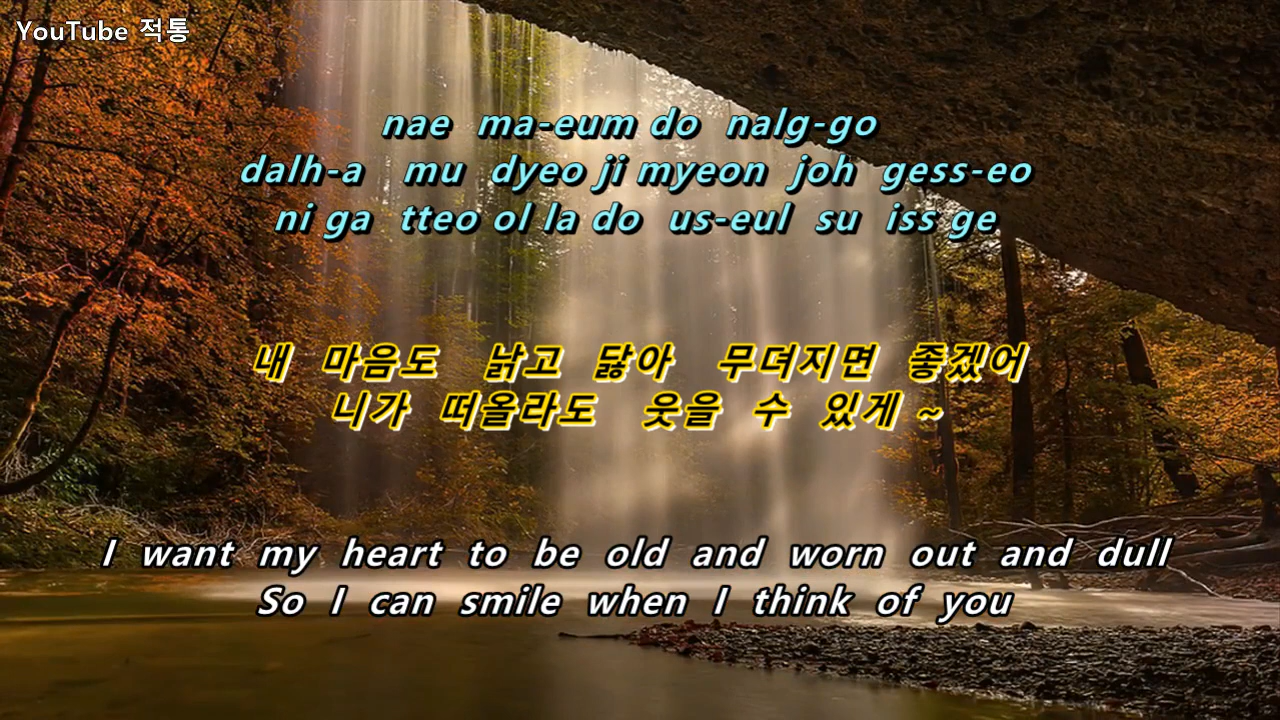 YouTube 적통
nae ma-eum do nalg-go
dalh-a mu dyeo ji myeon joh gess-eo
ni ga tteo ol la do us-eul su iss ge
내 마음도 낡고 닳아 무뎌지면 좋겠어
니가 떠올라도 웃을 수 있게 ~
I want my heart to be old and worn out and dull
So I can smile when I think of you